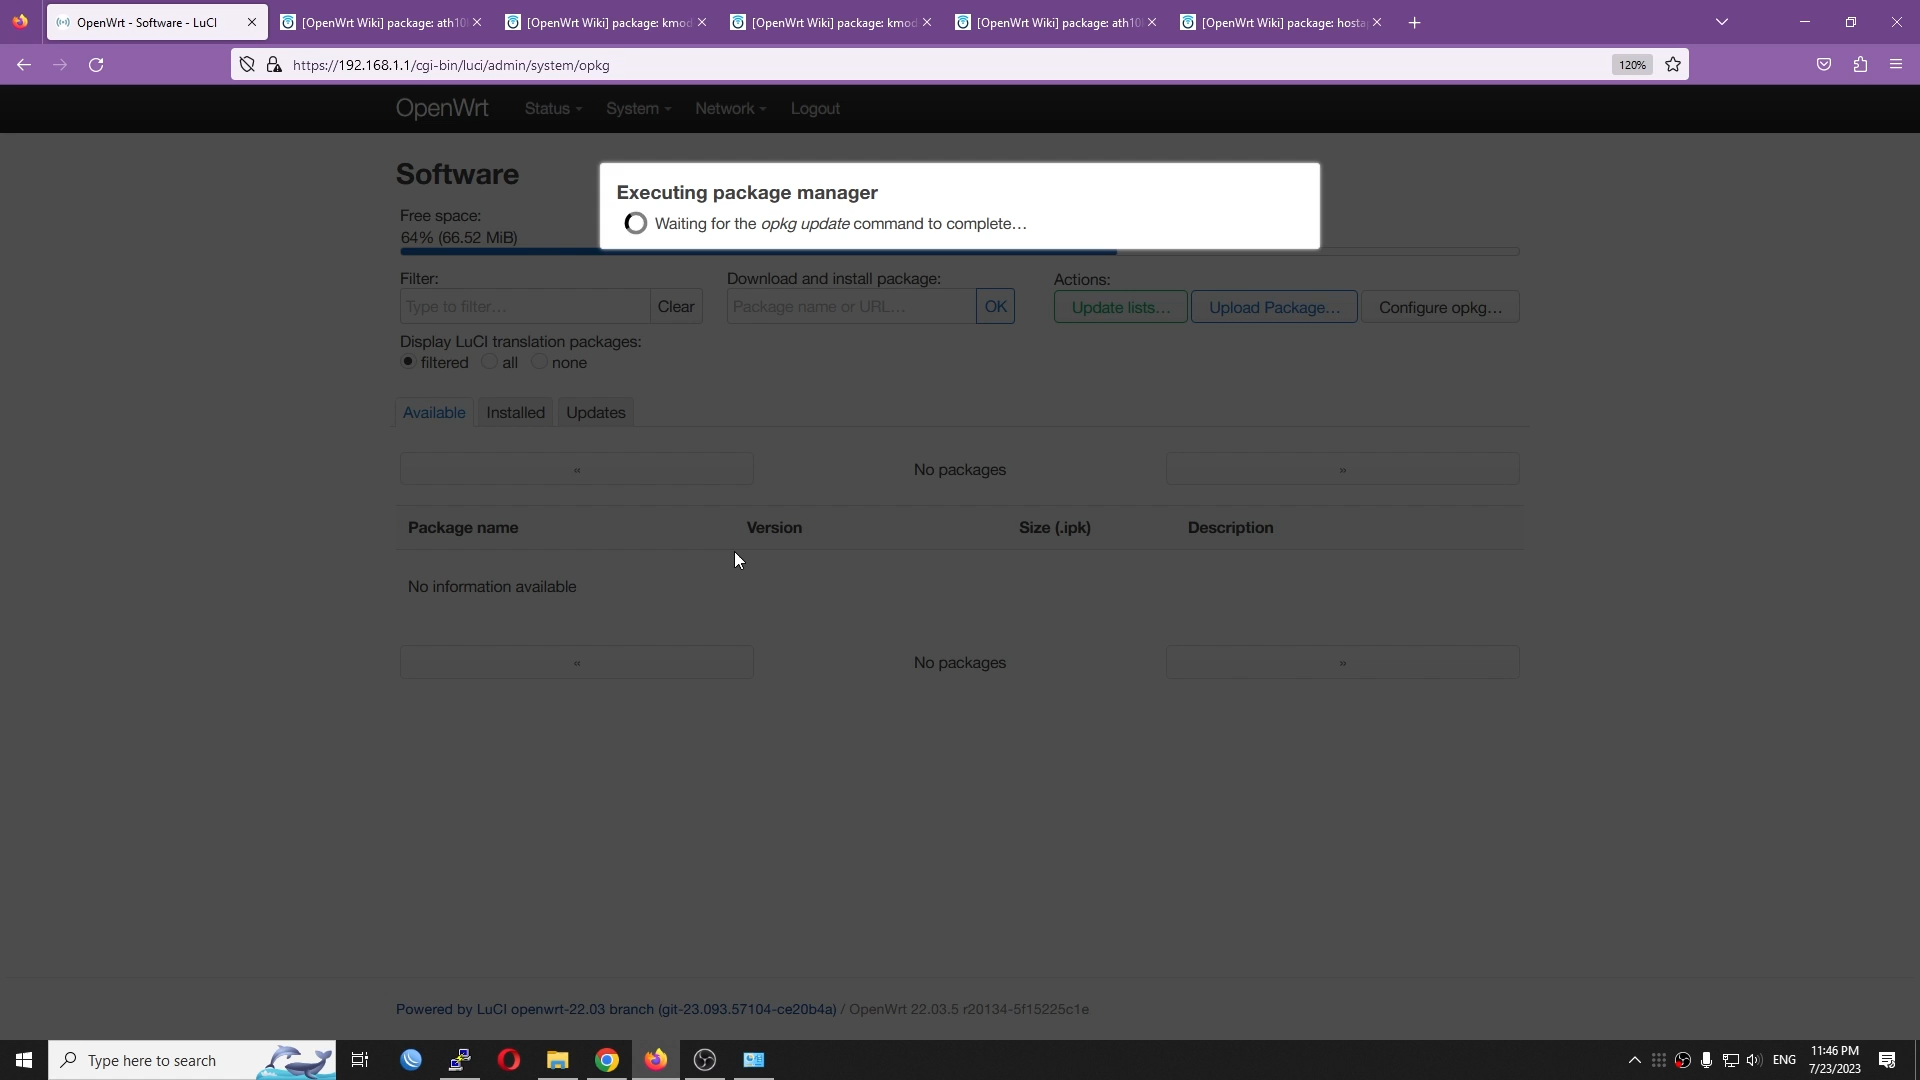 OpenWrt - Software - LuCI
[OpenWrt Wiki] package: ath10
[OpenWrt Wiki] package: kmod
[OpenWrt Wiki] package: kmod
[OpenWrt Wiki] package: ath10
[OpenWrt Wiki] package: hosta
https://192.168.1.1/cgi-bin/luci/admin/system/opkg
120%
OpenWrt Status System Network Logout
Software
Executing package manager
Waiting for the opkg update command to complete...
Free space:
64% (66.52 MiB)
Filter:
Type to filter...
Clear
Download and install package:
Package name or URL...
OK
Actions:
Update lists...
Upload Package...
Configure opkg...
Display LuCI translation packages:
filtered all none
Available Installed Updates
«
No packages
»
Package name Version Size (.ipk) Description
No information available
«
No packages
»
Powered by LuCI openwrt-22.03 branch (git-23.093.57104-ce20b4a) / OpenWrt 22.03.5 r20134-5f15225c1e
Type here to search
ENG
11:46 PM
7/23/2023